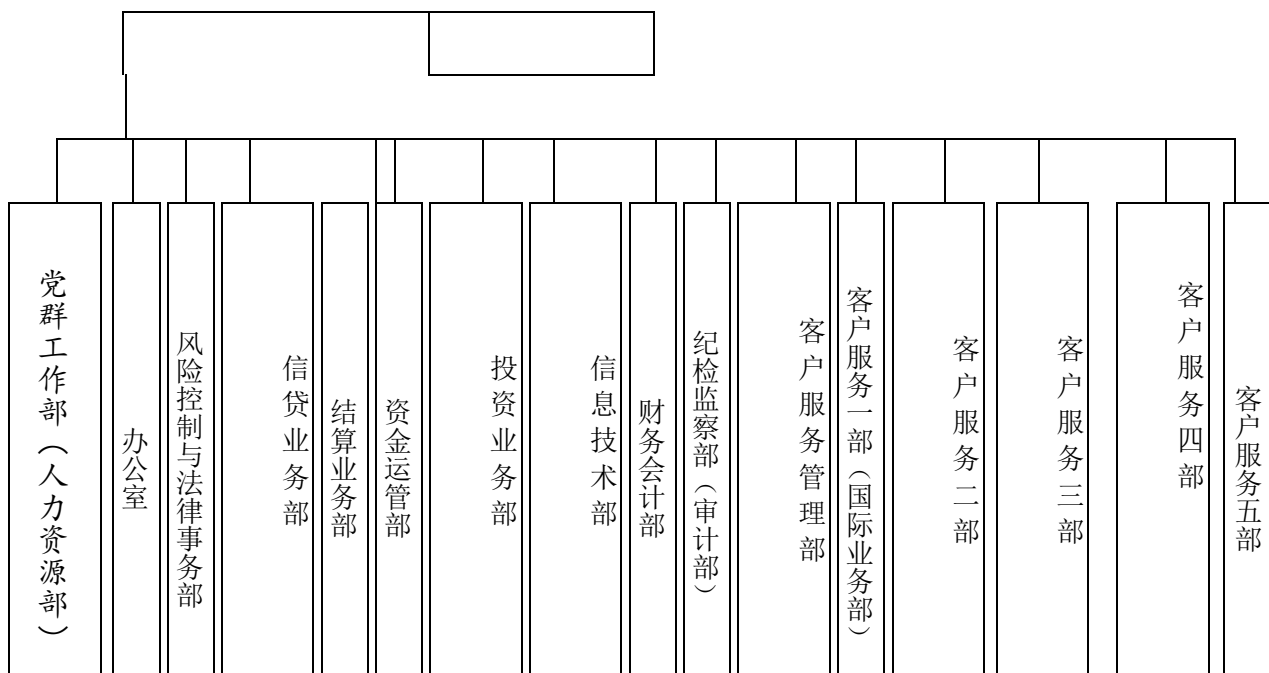 党群工作部（人力资源部）
办公室
风险控制与法律事务部
信贷业务部
结算业务部
资金运管部
投资业务部
信息技术部
财务会计部
纪检监察部（审计部）
客户服务管理部
客户服务一部（国际业务部）
客户服务二部
客户服务三部
客户服务四部
客户服务五部